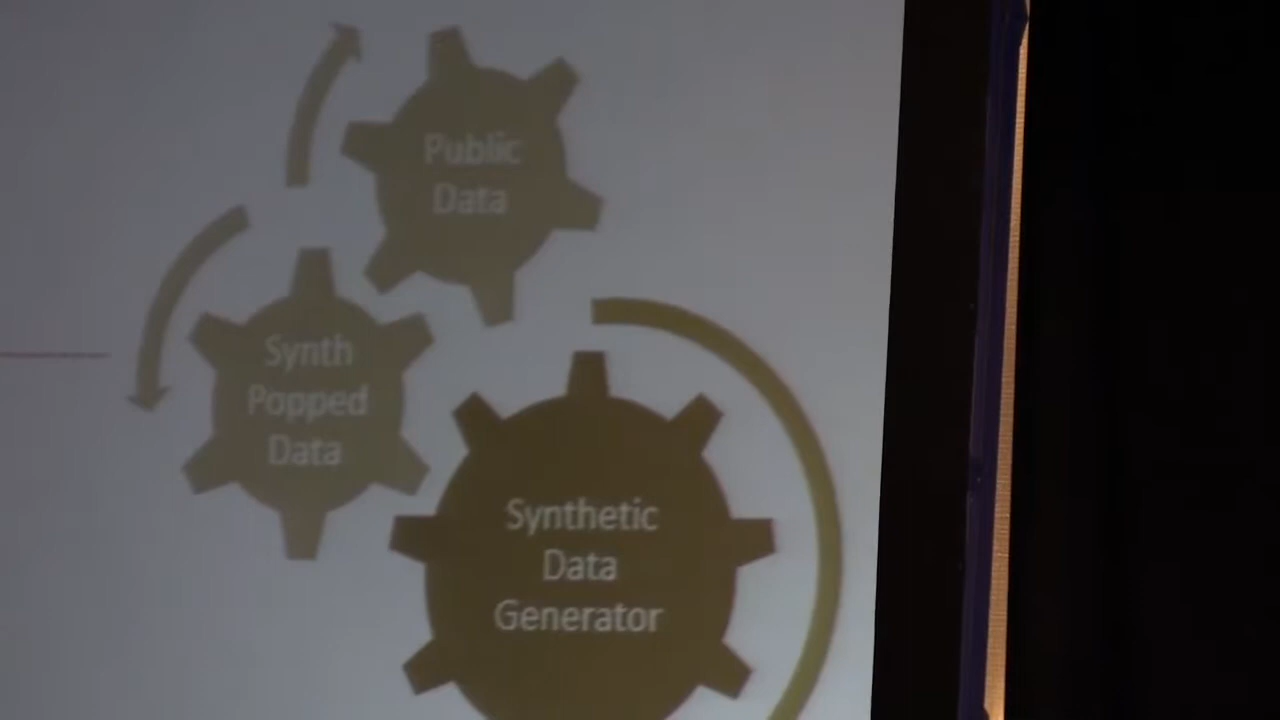 Public
Data
Synth
Popped
Data
Synthetic
Data
Generator